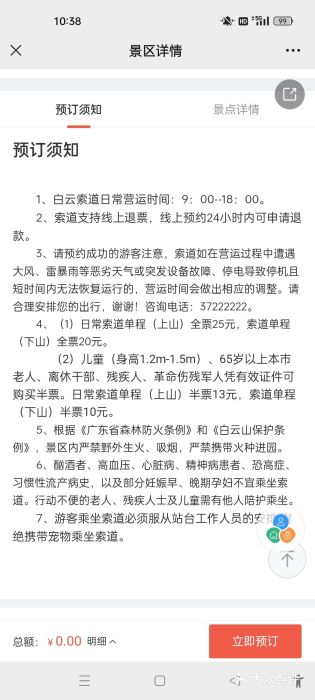 10:38
HD
5G
99
景区详情
预订须知
景点详情
预订须知
1、白云索道日常营运时间：9：00--18：00。
2、索道支持线上退票，线上预约24小时内可申请退
款。
3、请预约成功的游客注意，索道如在营运过程中遭遇
大风、雷暴雨等恶劣天气或突发设备故障、停电导致停机且
短时间内无法恢复运行的，营运时间会做出相应的调整。请
合理安排您的出行，谢谢！咨询电话：37222222。
4、（1）日常索道单程（上山）全票25元，索道单程
（下山）全票20元。
（2）儿童（身高1.2m-1.5m）、65岁以上本市
老人、离休干部、残疾人、革命伤残军人凭有效证件可
购买半票。日常索道单程（上山）半票13元，索道单程
（下山）半票10元。
5、根据《广东省森林防火条例》和《白云山保护条
例》，景区内严禁野外生火、吸烟，严禁携带火种进园。
6、酗酒者、高血压、心脏病、精神病患者、恐高症、
习惯性流产病史，以及部分妊娠早、晚期孕妇不宜乘坐索
道。行动不便的老人、残疾人士及儿童需有他人陪护乘坐。
7、游客乘坐索道必须服从站台工作人员的安
绝携带宠物乘坐索道。
总额：￥0.00 明细
立即预订
大众点评